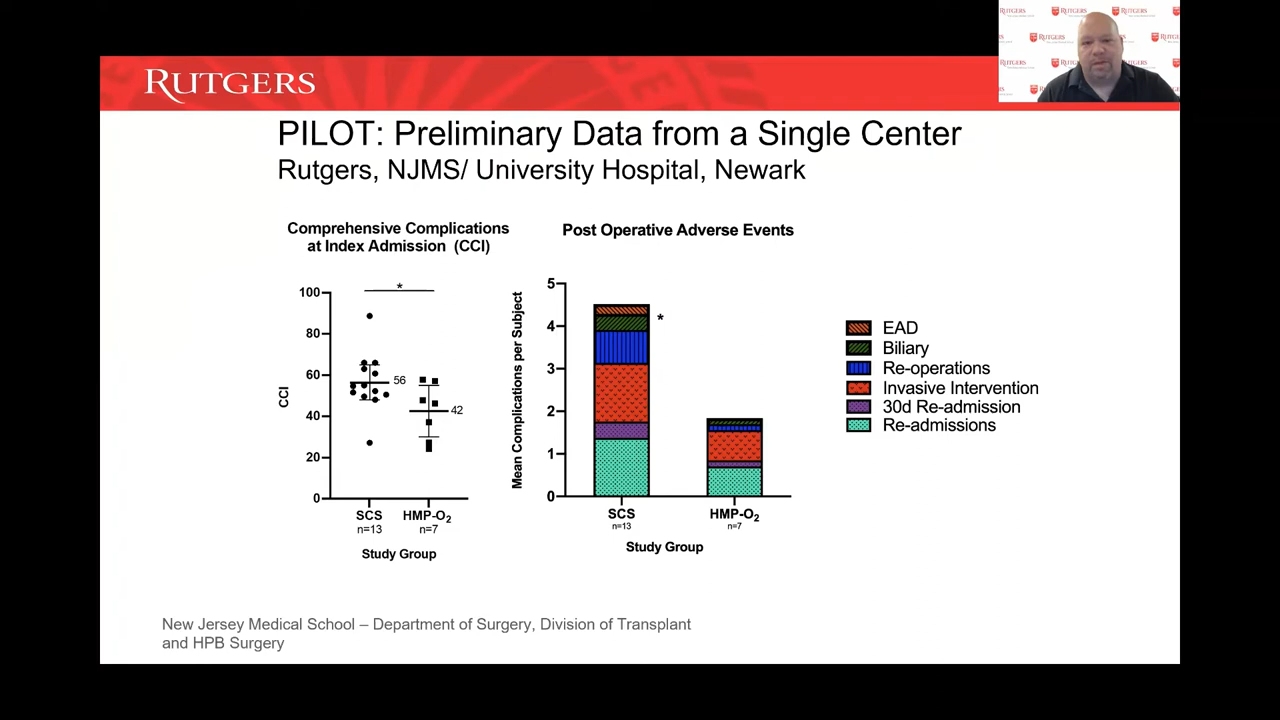 RUTGERS
PILOT: Preliminary Data from a Single Center
Rutgers, NJMS/ University Hospital, Newark
Comprehensive Complications
at Index Admission (CCI)
*
100
80
60
40
20
0
CCI
56
42
SCS
n=13
HMP-O₂
n=7
Study Group
Post Operative Adverse Events
Mean Complications per Subject
5
4
3
2
1
0
*
SCS
n=13
HMP-O₂
n=7
Study Group
EAD
Biliary
Re-operations
Invasive Intervention
30d Re-admission
Re-admissions
New Jersey Medical School – Department of Surgery, Division of Transplant
and HPB Surgery
RUTGERS
RUTGERS
RUTGERS